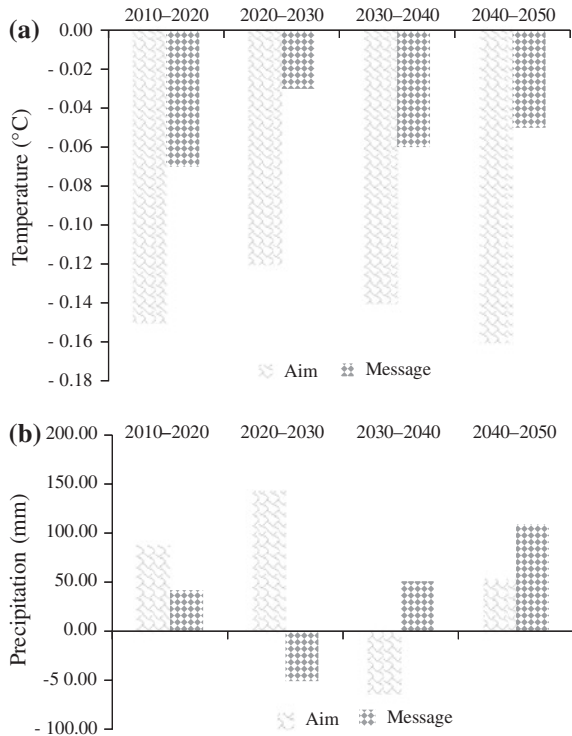 (a)
2010–2020 2020–2030 2030–2040 2040–2050
0.00
- 0.02
- 0.04
- 0.06
- 0.08
- 0.10
- 0.12
- 0.14
- 0.16
- 0.18
Temperature (°C)
Aim Message
(b)
200.00 2010–2020 2020–2030 2030–2040 2040–2050
150.00
100.00
50.00
0.00
-5 0.00
- 100.00
Precipitation (mm)
Aim Message